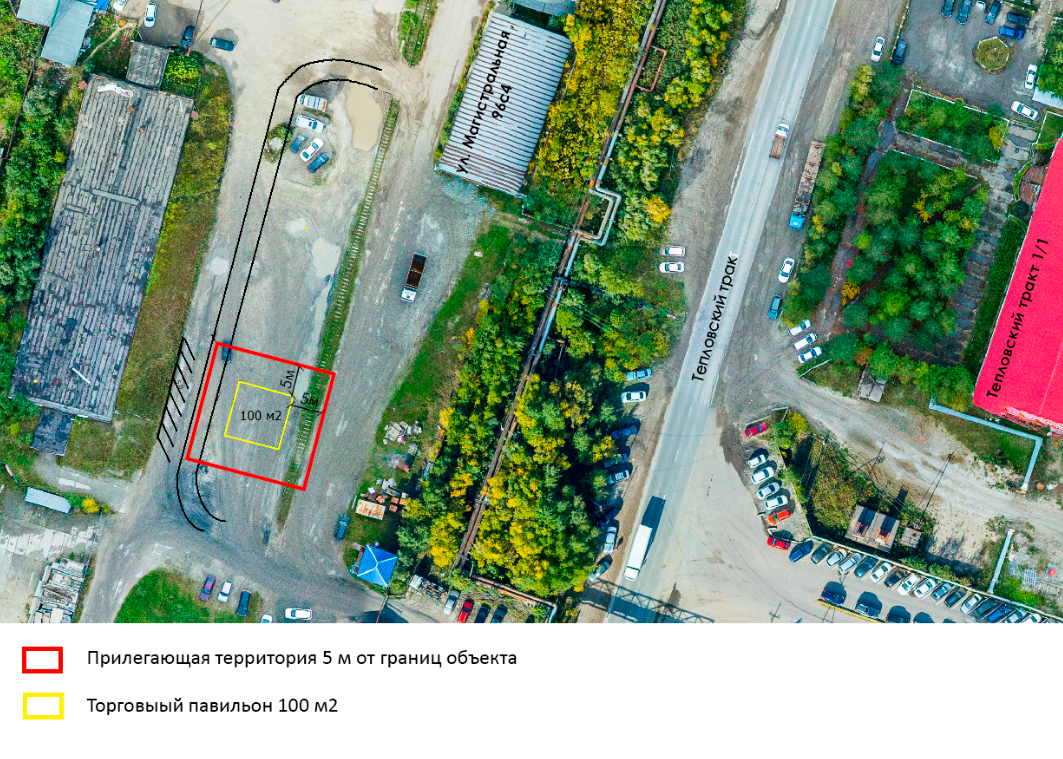 ул. Магистральная
96с4
Тепловский трак
Тепловский тракт 1/1
5м
5м
100 м2
Прилегающая территория 5 м от границ объекта
Торговыый павильон 100 м2